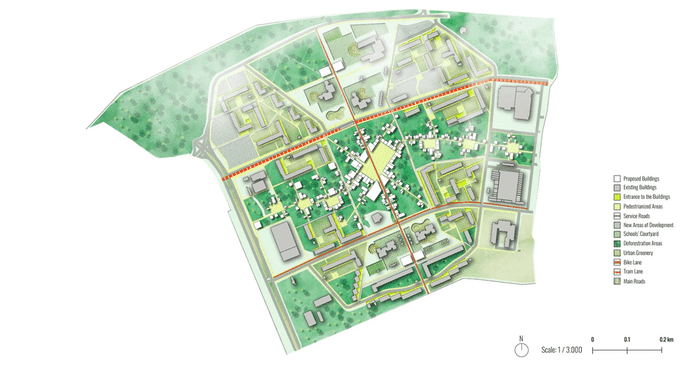 Proposed Buildings
Existing Buildings
Entrance to the Buildings
Pedestrianized Areas
Service Roads
New Areas of Development
Schools' Courtyard
Deforestation Areas
Urban Greenery
Bike Lane
Tram Lane
Main Roads
N
Scale: 1 / 3.000
0 0.1 0.2 km